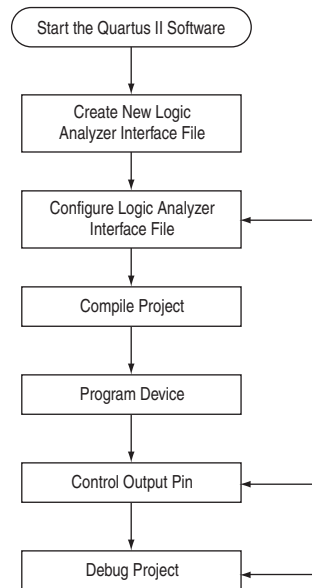 Start the Quartus II Software
Create New Logic
Analyzer Interface File
Configure Logic Analyzer
Interface File
Compile Project
Program Device
Control Output Pin
Debug Project